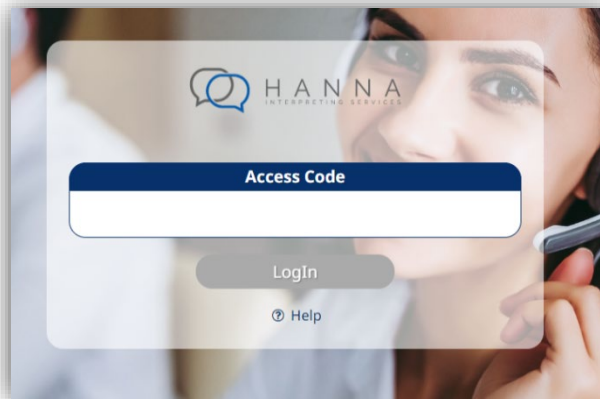 HANNA
INTERPRETING SERVICES
Access Code
LogIn
Help